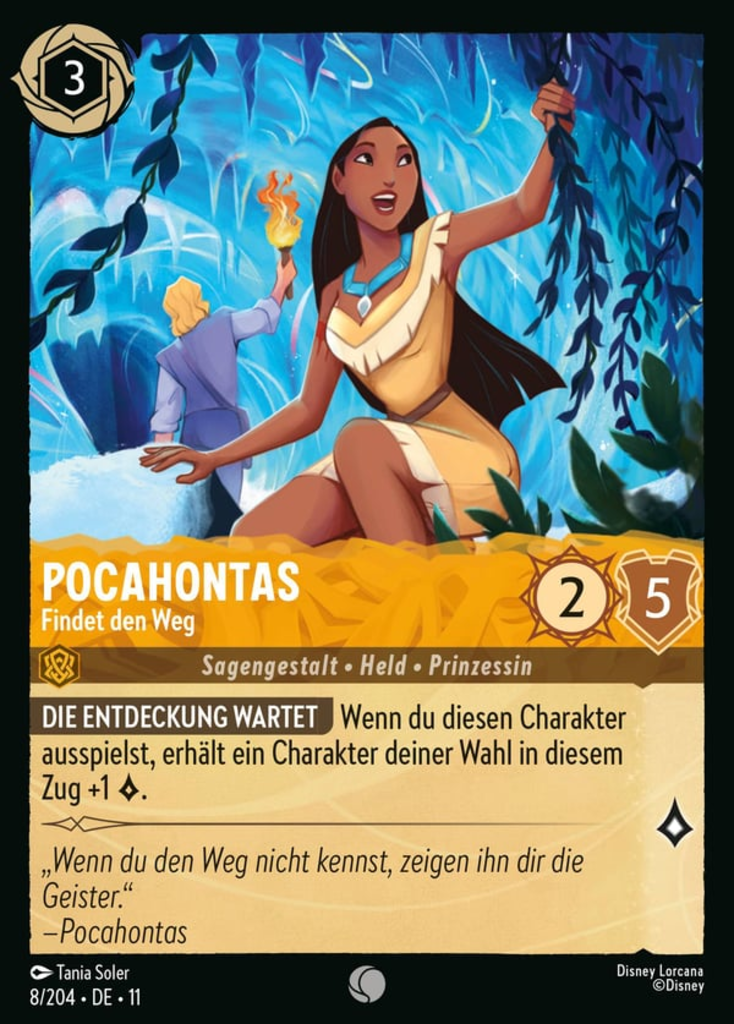 3
POCAHONTAS
Findet den Weg
2
5
Sagengestalt • Held • Prinzessin
DIE ENTDECKUNG WARTET Wenn du diesen Charakter
ausspielst, erhält ein Charakter deiner Wahl in diesem
Zug +1 .
„Wenn du den Weg nicht kennst, zeigen ihn dir die
Geister.“
–Pocahontas
Tania Soler
8/204 • DE • 11
Disney Lorcana
©Disney